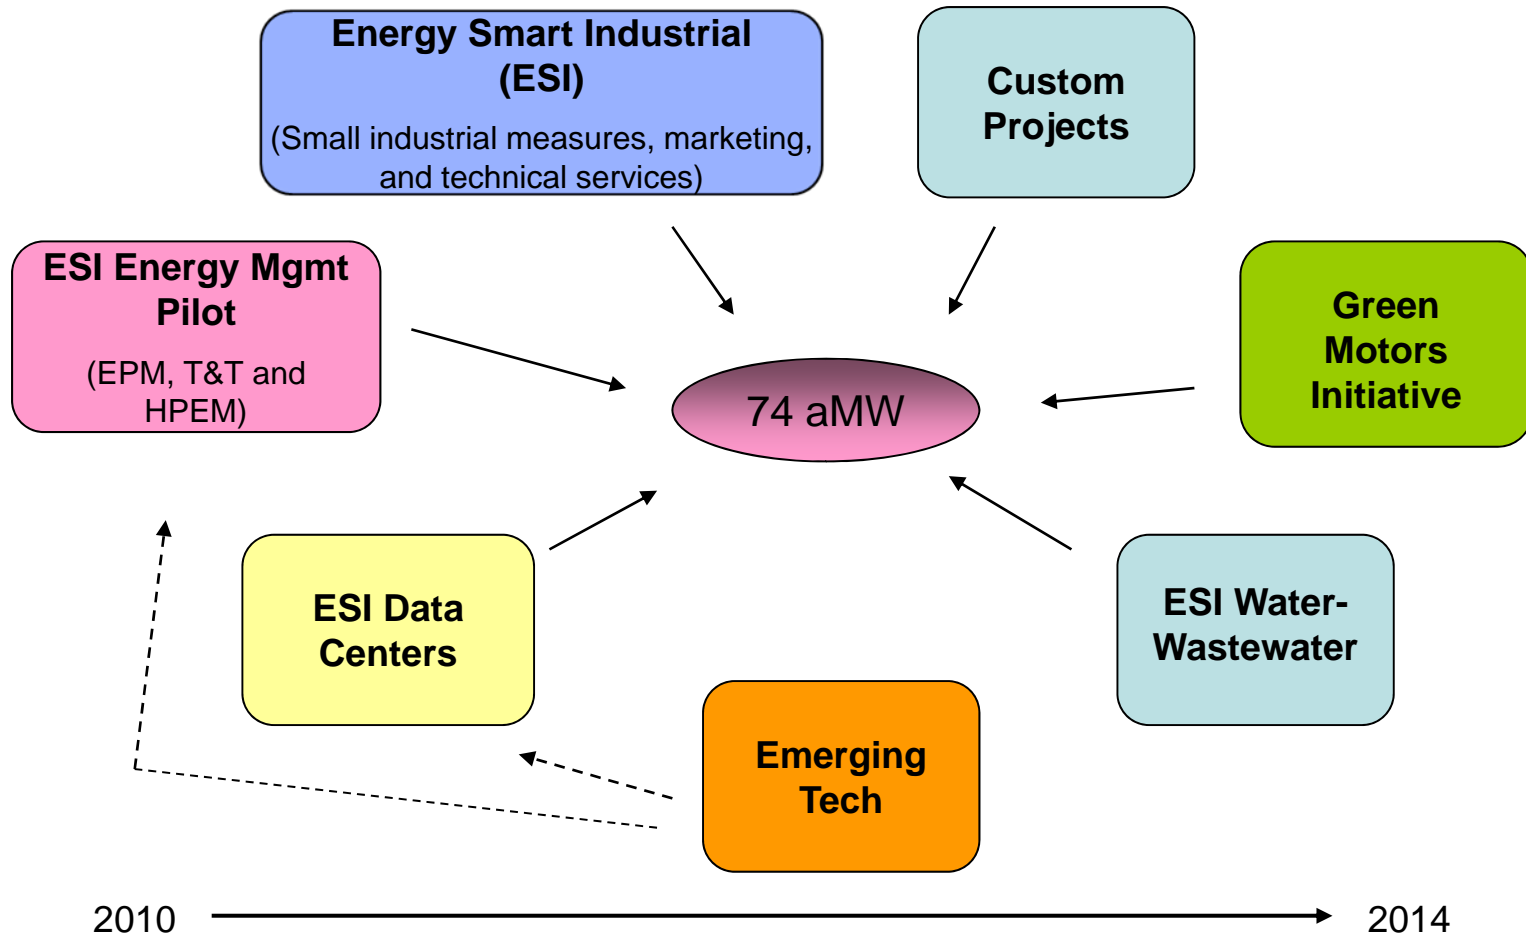 Energy Smart Industrial
(ESI)
(Small industrial measures, marketing,
and technical services)
Custom
Projects
ESI Energy Mgmt
Pilot
(EPM, T&T and
HPEM)
Green
Motors
Initiative
74 aMW
ESI Data
Centers
ESI Water-
Wastewater
Emerging
Tech
2010
2014